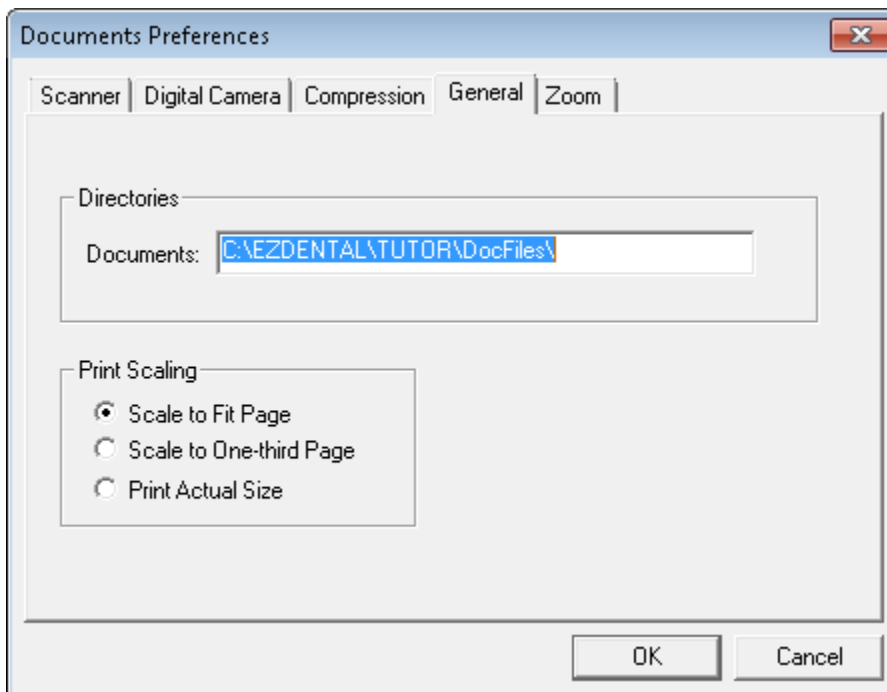 Documents Preferences
Scanner Digital Camera Compression General Zoom
Directories
Documents: C:\EZDENTAL\TUTOR\DocFiles\
Print Scaling
Scale to Fit Page
Scale to One-third Page
Print Actual Size
OK Cancel